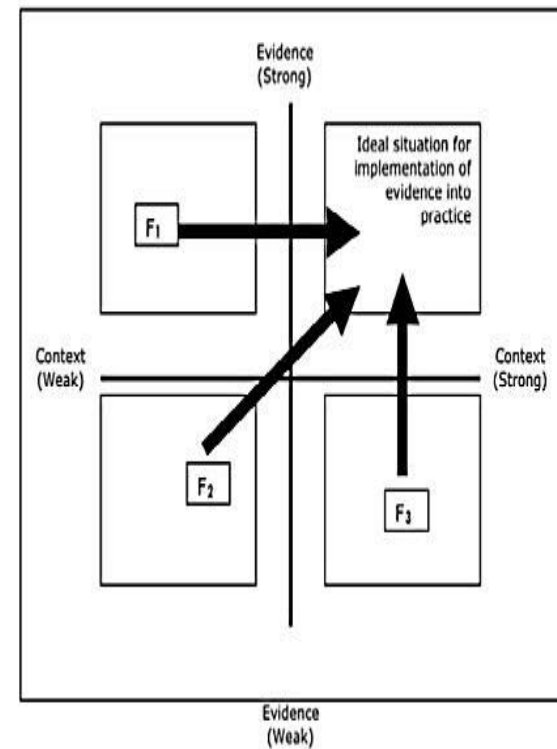 Evidence
(Strong)
Ideal situation for
implementation of
evidence into
practice
F1
Context
(Weak)
Context
(Strong)
F2
F3
Evidence
(Weak)